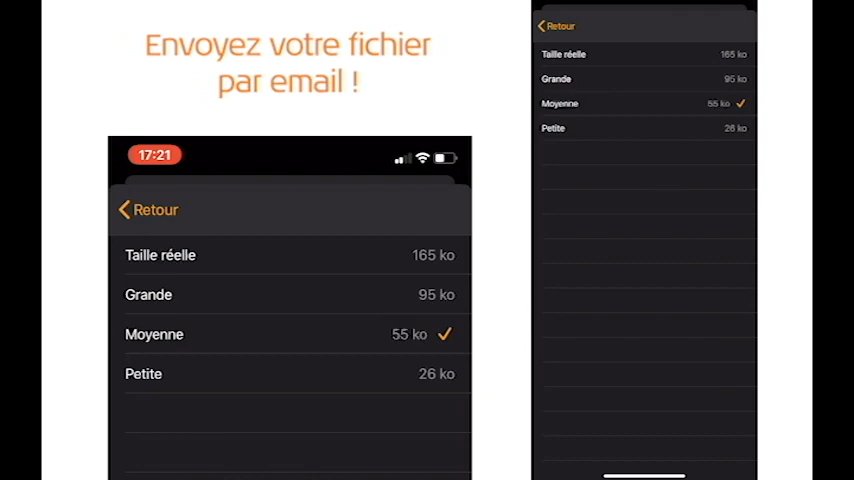 Envoyez votre fichier
par email !
17:21
Retour
Taille réelle 165 ko
Grande 95 ko
Moyenne 55 ko
Petite 26 ko
Retour
Taille réelle 165 ko
Grande 95 ko
Moyenne 55 ko
Petite 26 ko